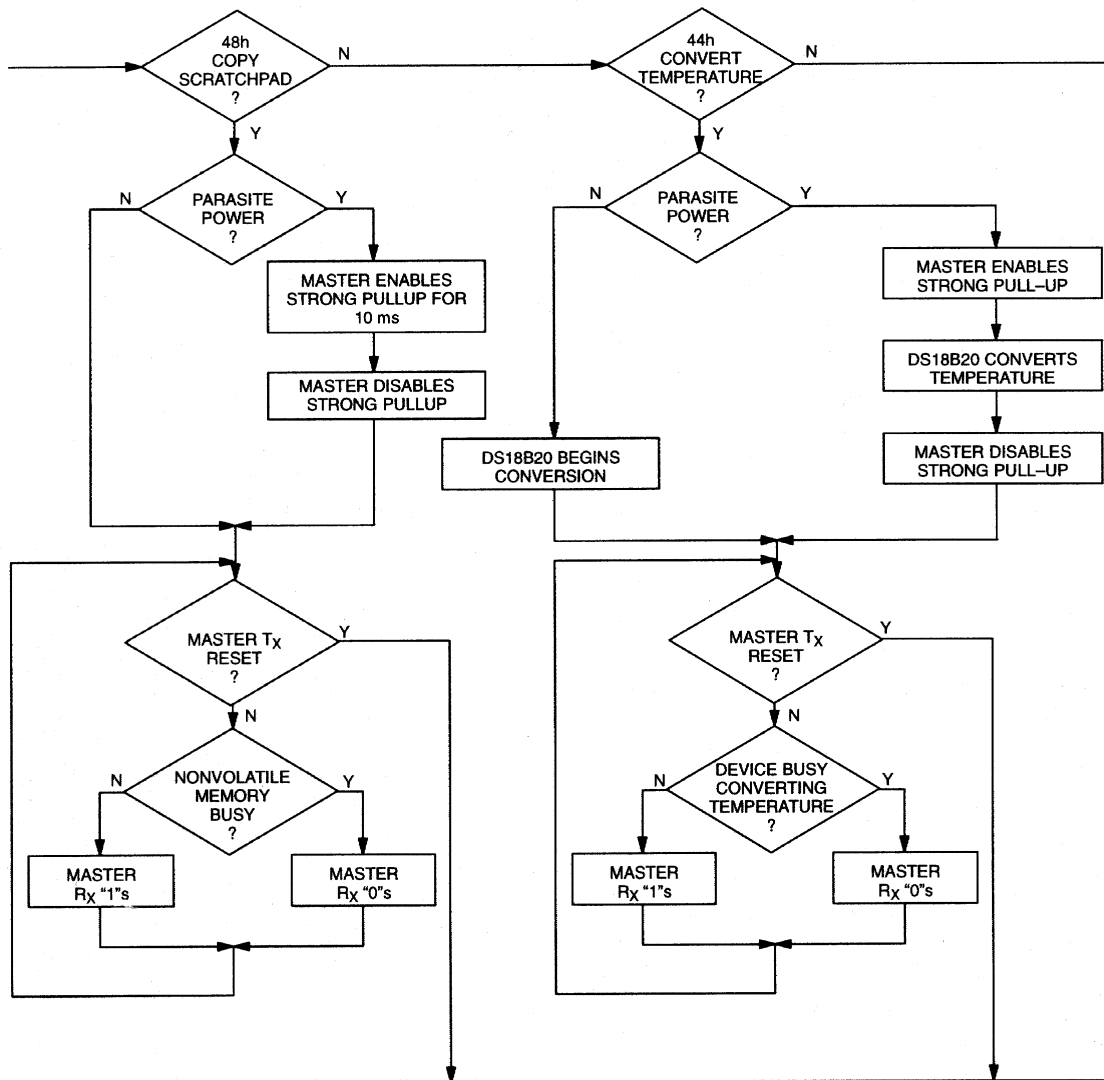 48h
COPY
SCRATCHPAD
?
N
Y
44h
CONVERT
TEMPERATURE
?
N
Y
N
PARASITE
POWER
?
Y
MASTER ENABLES
STRONG PULLUP FOR
10 ms
MASTER DISABLES
STRONG PULLUP
N
PARASITE
POWER
?
Y
MASTER ENABLES
STRONG PULL–UP
DS18B20 CONVERTS
TEMPERATURE
MASTER DISABLES
STRONG PULL–UP
DS18B20 BEGINS
CONVERSION
MASTER TX
RESET
?
Y
N
N
NONVOLATILE
MEMORY
BUSY
?
Y
MASTER
RX “1”s
MASTER
RX “0”s
MASTER TX
RESET
?
Y
N
N
DEVICE BUSY
CONVERTING
TEMPERATURE
?
Y
MASTER
RX “1”s
MASTER
RX “0”s